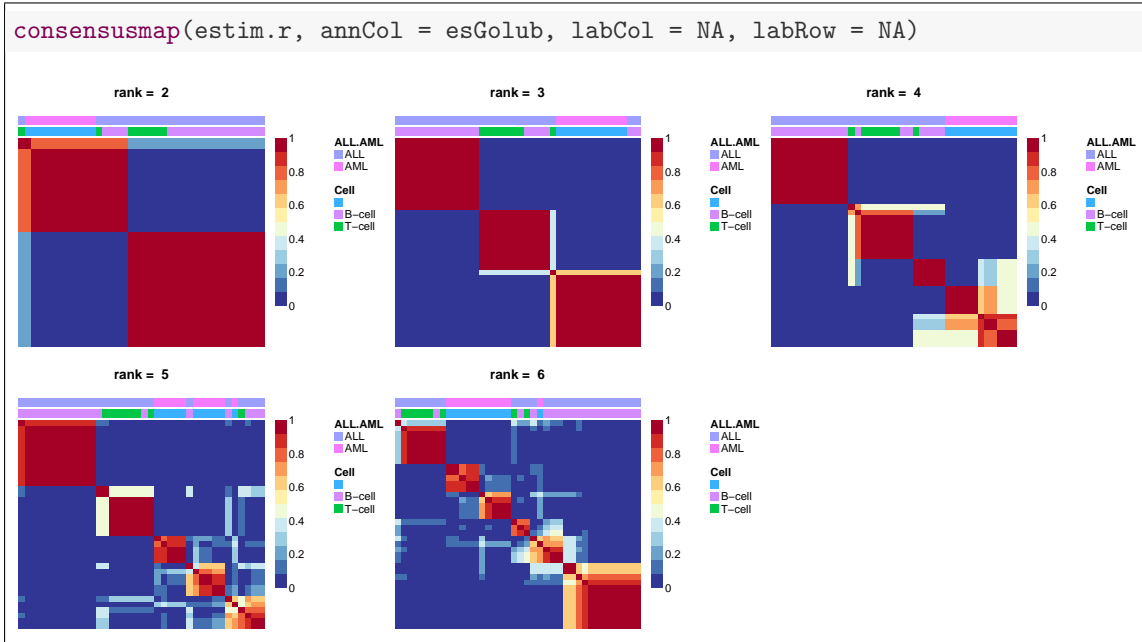 consensusmap(estim.r, annCol = esGolub, labCol = NA, labRow = NA)
rank = 2
rank = 3
rank = 4
1
0.8
0.6
0.4
0.2
0
ALL.AML
ALL
AML
Cell
B−cell
T−cell
1
0.8
0.6
0.4
0.2
0
ALL.AML
ALL
AML
Cell
B−cell
T−cell
1
0.8
0.6
0.4
0.2
0
ALL.AML
ALL
AML
Cell
B−cell
T−cell
rank = 5
rank = 6
1
0.8
0.6
0.4
0.2
0
ALL.AML
ALL
AML
Cell
B−cell
T−cell
1
0.8
0.6
0.4
0.2
0
ALL.AML
ALL
AML
Cell
B−cell
T−cell